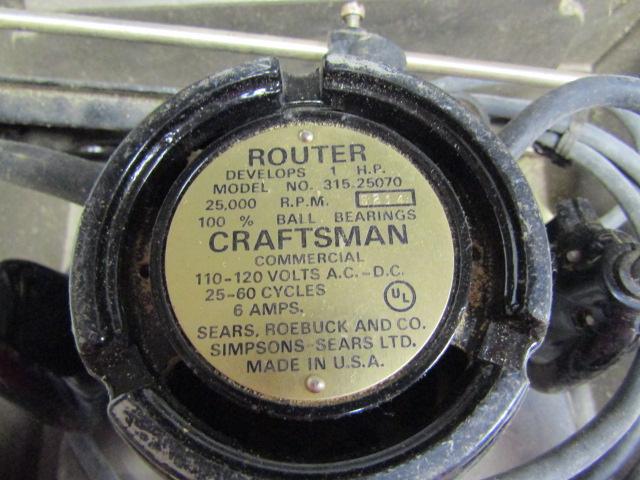 ROUTER
DEVELOPS 1 H.P.
MODEL NO. 315.25070
25,000 R.P.M.
100 % BALL BEARINGS
CRAFTSMAN
COMMERCIAL
110-120 VOLTS A.C.-D.C.
25-60 CYCLES
UL
6 AMPS.
SEARS, ROEBUCK AND CO.
SIMPSONS-SEARS LTD.
MADE IN U.S.A.